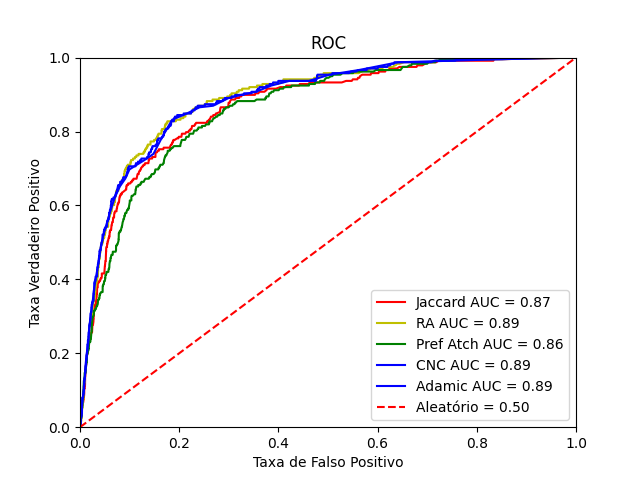 ROC
1.0
0.8
0.6
0.4
0.2
0.0
Taxa Verdadeiro Positivo
Jaccard AUC = 0.87
RA AUC = 0.89
Pref Atch AUC = 0.86
CNC AUC = 0.89
Adamic AUC = 0.89
Aleatório = 0.50
0.0 0.2 0.4 0.6 0.8 1.0
Taxa de Falso Positivo